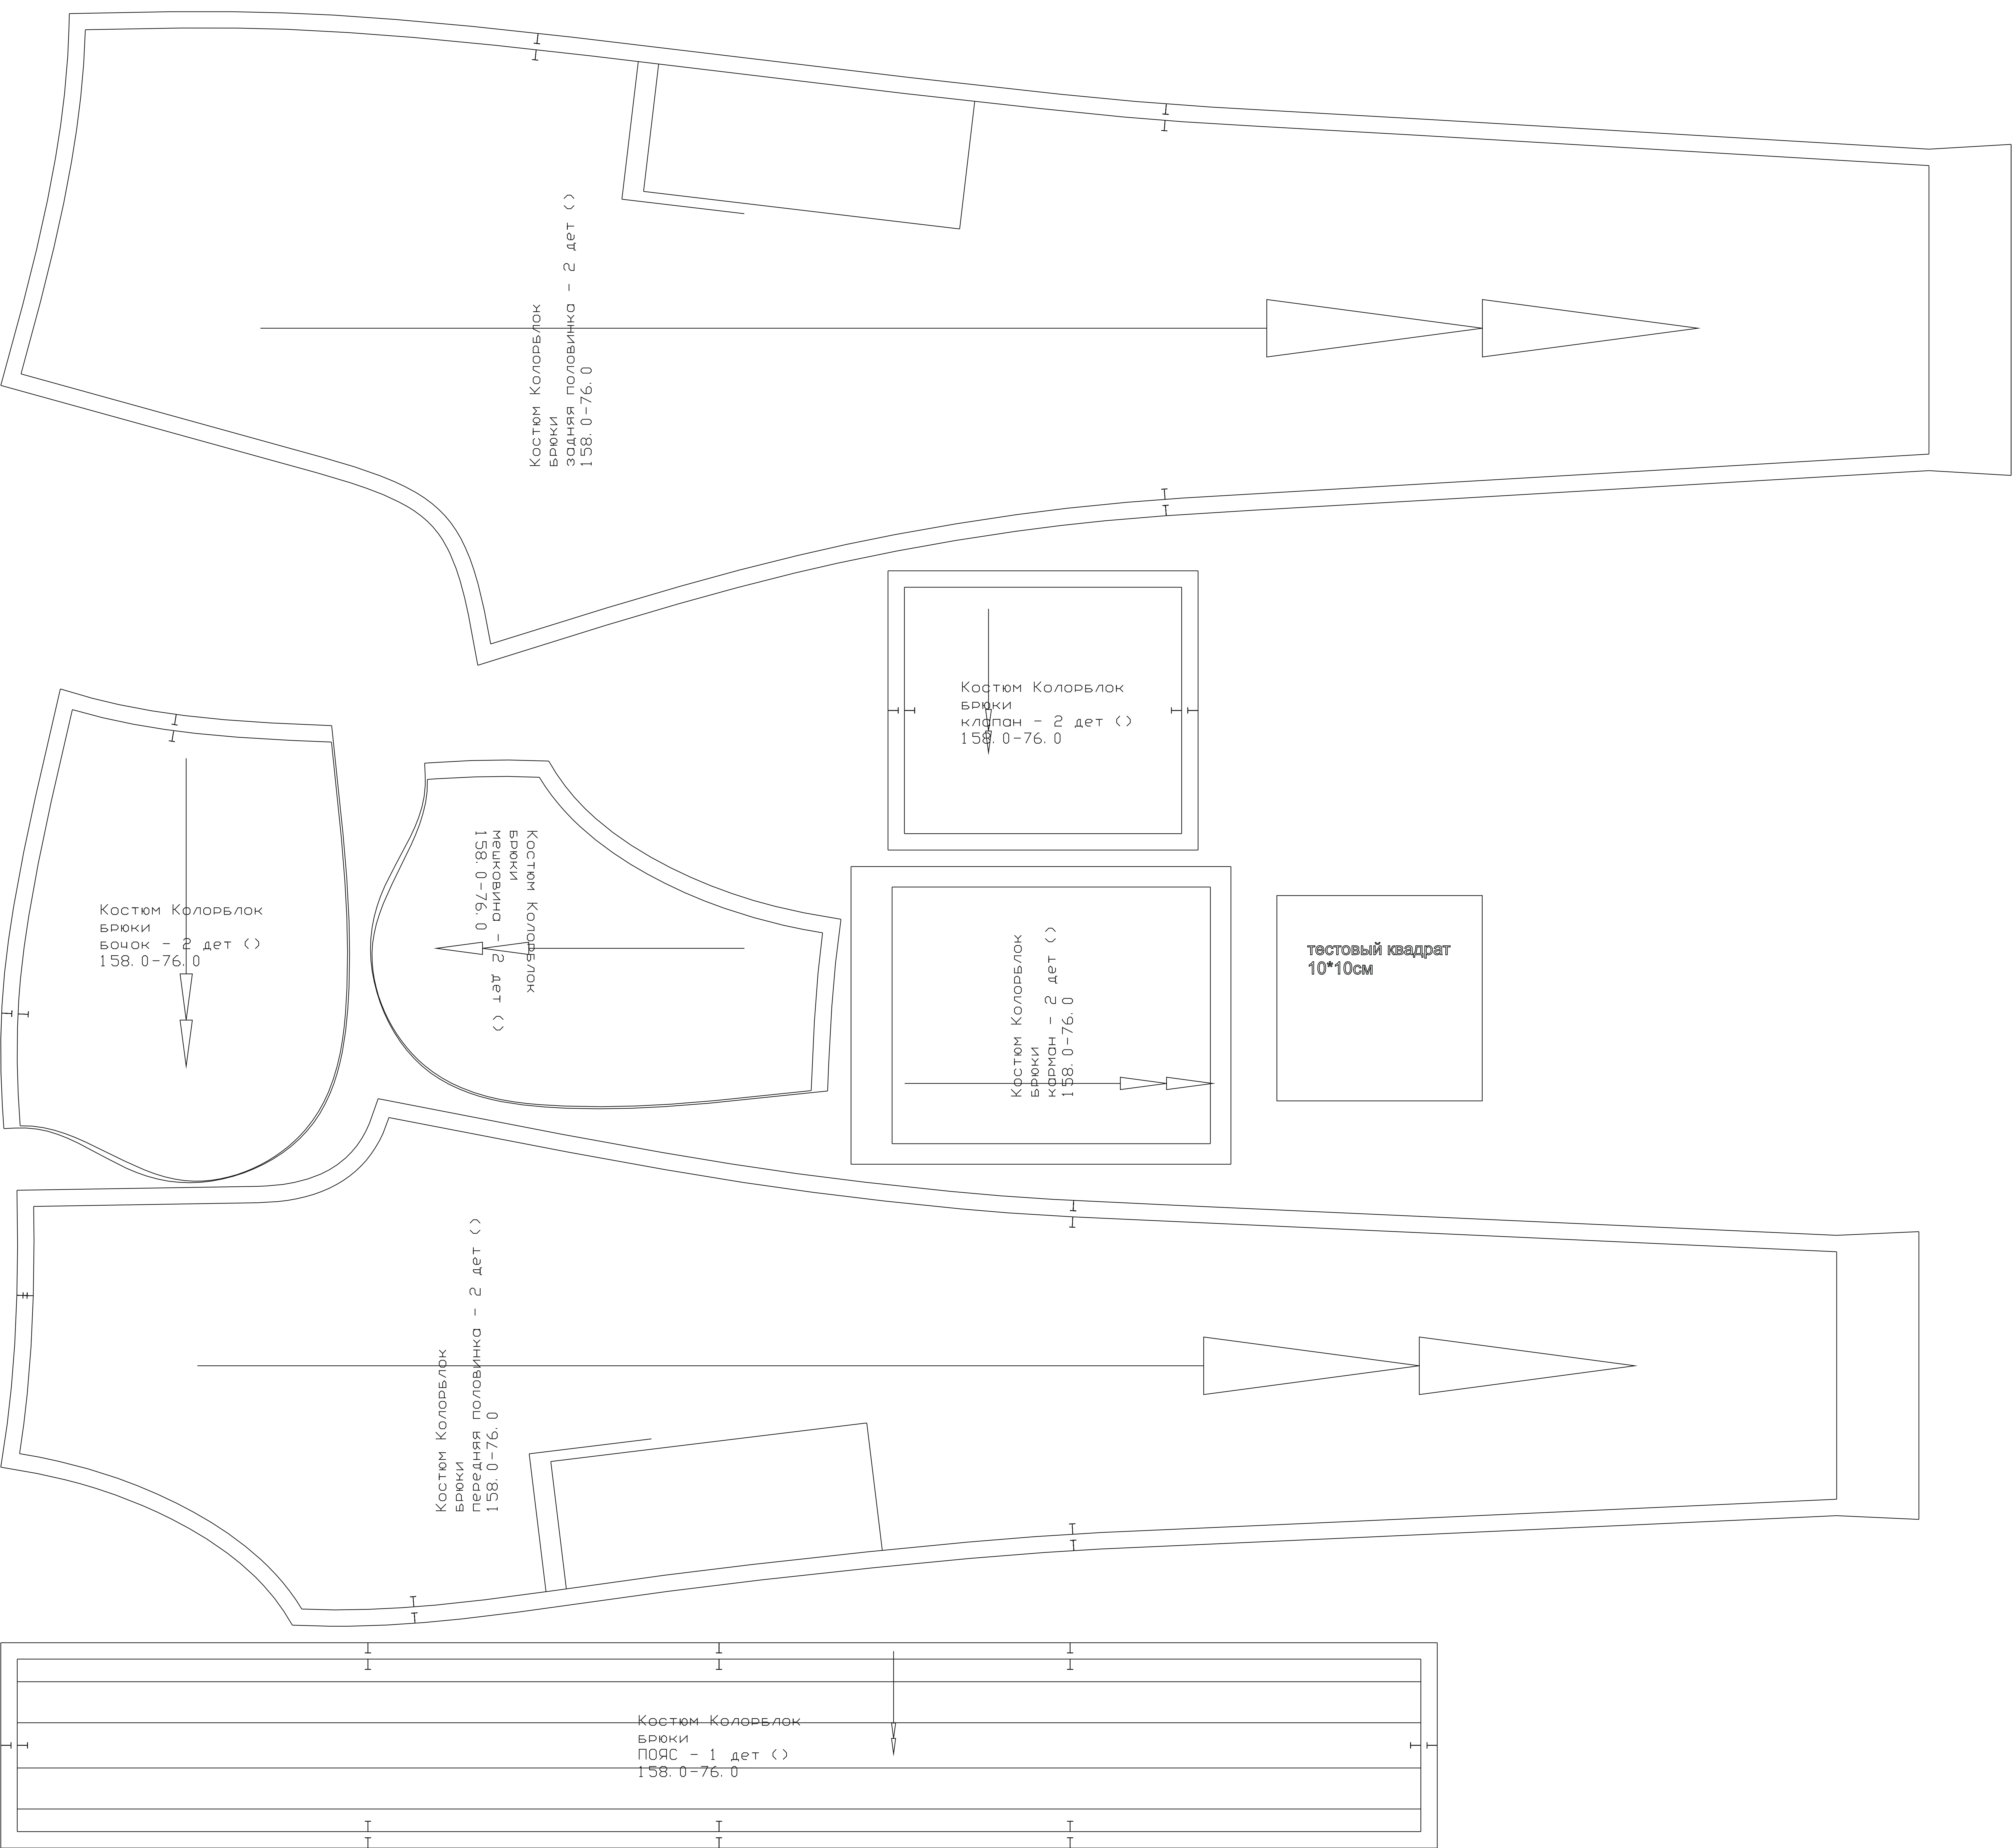 Костюм Колорблок
брюки
задняя половинка - 2 дет ()
158.0-76.0
Костюм Колорблок
брюки
клапан - 2 дет ()
158.0-76.0
Костюм Колорблок
брюки
бочок - 2 дет ()
158.0-76.0
Костюм Колорблок
брюки
мешковина - 2 дет ()
158.0-76.0
Костюм Колорблок
брюки
карман - 2 дет ()
158.0-76.0
тестовый квадрат
10*10см
Костюм Колорблок
брюки
передняя половинка - 2 дет ()
158.0-76.0
Костюм Колорблок
брюки
ПОЯС - 1 дет ()
158.0-76.0